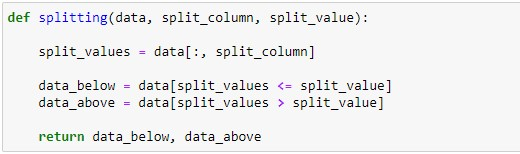 def splitting(data, split_column, split_value):
split_values = data[:, split_column]
data_below = data[split_values <= split_value]
data_above = data[split_values > split_value]
return data_below, data_above